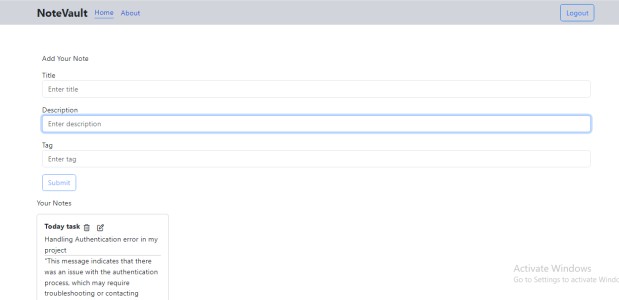 NoteVault Home About Logout
Add Your Note
Title
Enter title
Description
Enter description
Tag
Enter tag
Submit
Your Notes
Today task
Handling Authentication error in my
project
"This message indicates that there
was an issue with the authentication
process, which may require
troubleshooting or contacting
Activate Windows
Go to Settings to activate Windo